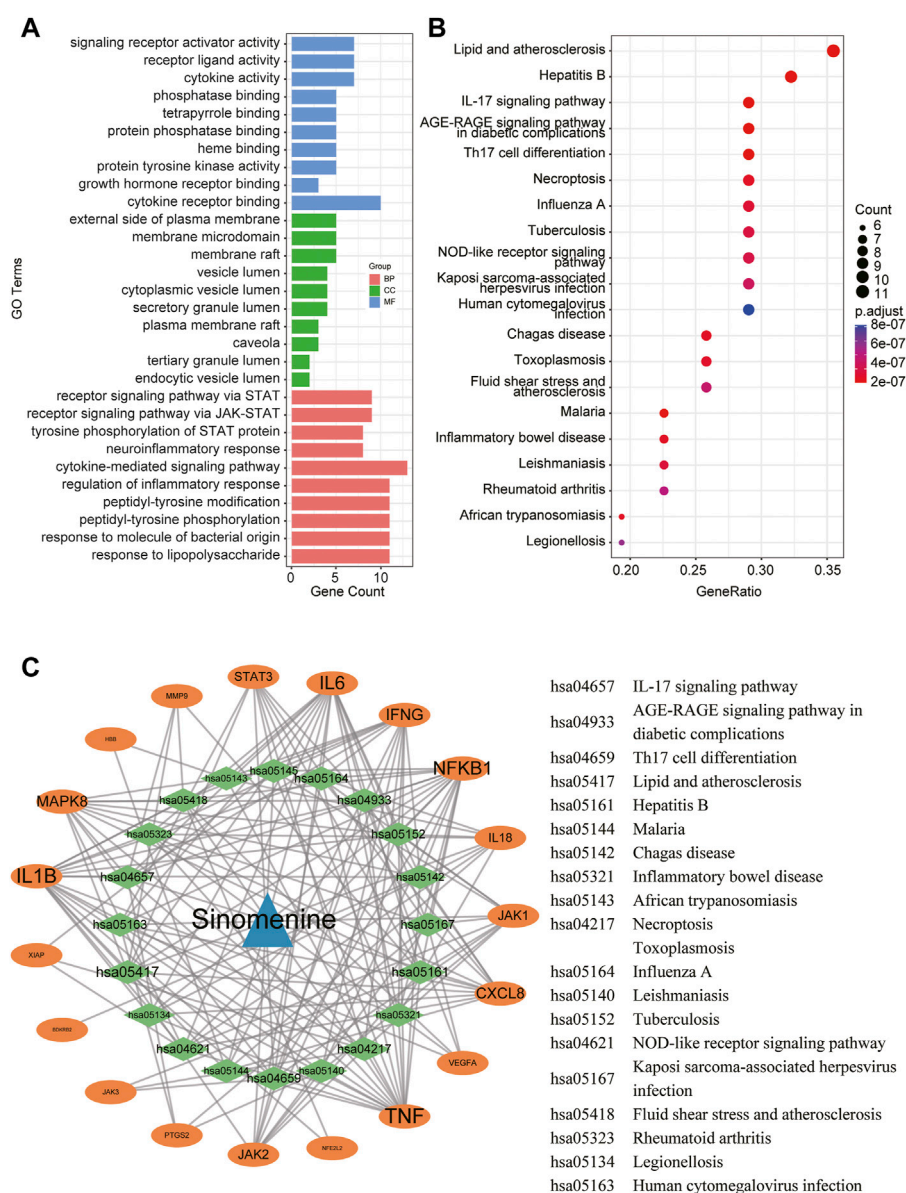 A
GO Terms
signaling receptor activator activity
receptor ligand activity
cytokine activity
phosphatase binding
tetrapyrrole binding
protein phosphatase binding
heme binding
protein tyrosine kinase activity
growth hormone receptor binding
cytokine receptor binding
external side of plasma membrane
membrane microdomain
membrane raft
vesicle lumen
cytoplasmic vesicle lumen
secretory granule lumen
plasma membrane raft
caveola
tertiary granule lumen
endocytic vesicle lumen
receptor signaling pathway via STAT
receptor signaling pathway via JAK-STAT
tyrosine phosphorylation of STAT protein
neuroinflammatory response
cytokine-mediated signaling pathway
regulation of inflammatory response
peptidyl-tyrosine modification
peptidyl-tyrosine phosphorylation
response to molecule of bacterial origin
response to lipopolysaccharide
0 5 10
Gene Count
Group
BP
CC
MF
B
Lipid and atherosclerosis
Hepatitis B
IL-17 signaling pathway
AGE-RAGE signaling pathway
in diabetic complications
Th17 cell differentiation
Necroptosis
Influenza A
Tuberculosis
NOD-like receptor signaling
pathway
Kaposi sarcoma-associated
herpesvirus infection
Human cytomegalovirus
infection
Chagas disease
Toxoplasmosis
Fluid shear stress and
atherosclerosis
Malaria
Inflammatory bowel disease
Leishmaniasis
Rheumatoid arthritis
African trypanosomiasis
Legionellosis
0.20 0.25 0.30 0.35
GeneRatio
Count
6
7
8
9
10
11
p.adjust
8e-07
6e-07
4e-07
2e-07
C
STAT3
IL6
MMP9
IFNG
HBB
NFKB1
MAPK8
IL18
IL1B
JAK1
XIAP
CXCL8
BDKRB2
VEGFA
JAK3
TNF
PTGS2
JAK2
NFE2L2
hsa05145
hsa05143
hsa05164
hsa05418
hsa04933
hsa05323
hsa05152
hsa04657
hsa05142
hsa05163
hsa05167
Sinomenine
hsa05417
hsa05161
hsa05134
hsa05321
hsa04621
hsa04217
hsa05144
hsa04659
hsa05140
hsa04657 IL-17 signaling pathway
hsa04933 AGE-RAGE signaling pathway in
diabetic complications
hsa04659 Th17 cell differentiation
hsa05417 Lipid and atherosclerosis
hsa05161 Hepatitis B
hsa05144 Malaria
hsa05142 Chagas disease
hsa05321 Inflammatory bowel disease
hsa05143 African trypanosomiasis
hsa04217 Necroptosis
Toxoplasmosis
hsa05164 Influenza A
hsa05140 Leishmaniasis
hsa05152 Tuberculosis
hsa04621 NOD-like receptor signaling pathway
hsa05167 Kaposi sarcoma-associated herpesvirus
infection
hsa05418 Fluid shear stress and atherosclerosis
hsa05323 Rheumatoid arthritis
hsa05134 Legionellosis
hsa05163 Human cytomegalovirus infection